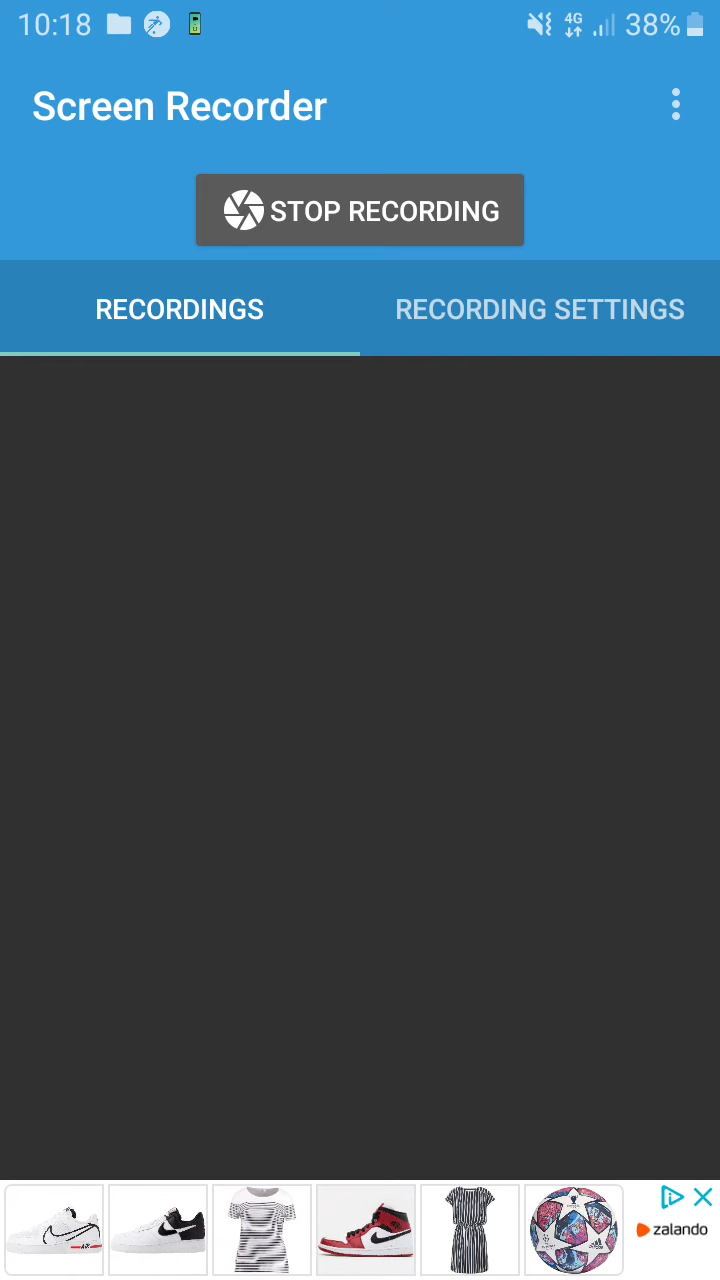 10:18 4G 38%
Screen Recorder
STOP RECORDING
RECORDINGS RECORDING SETTINGS
zalando